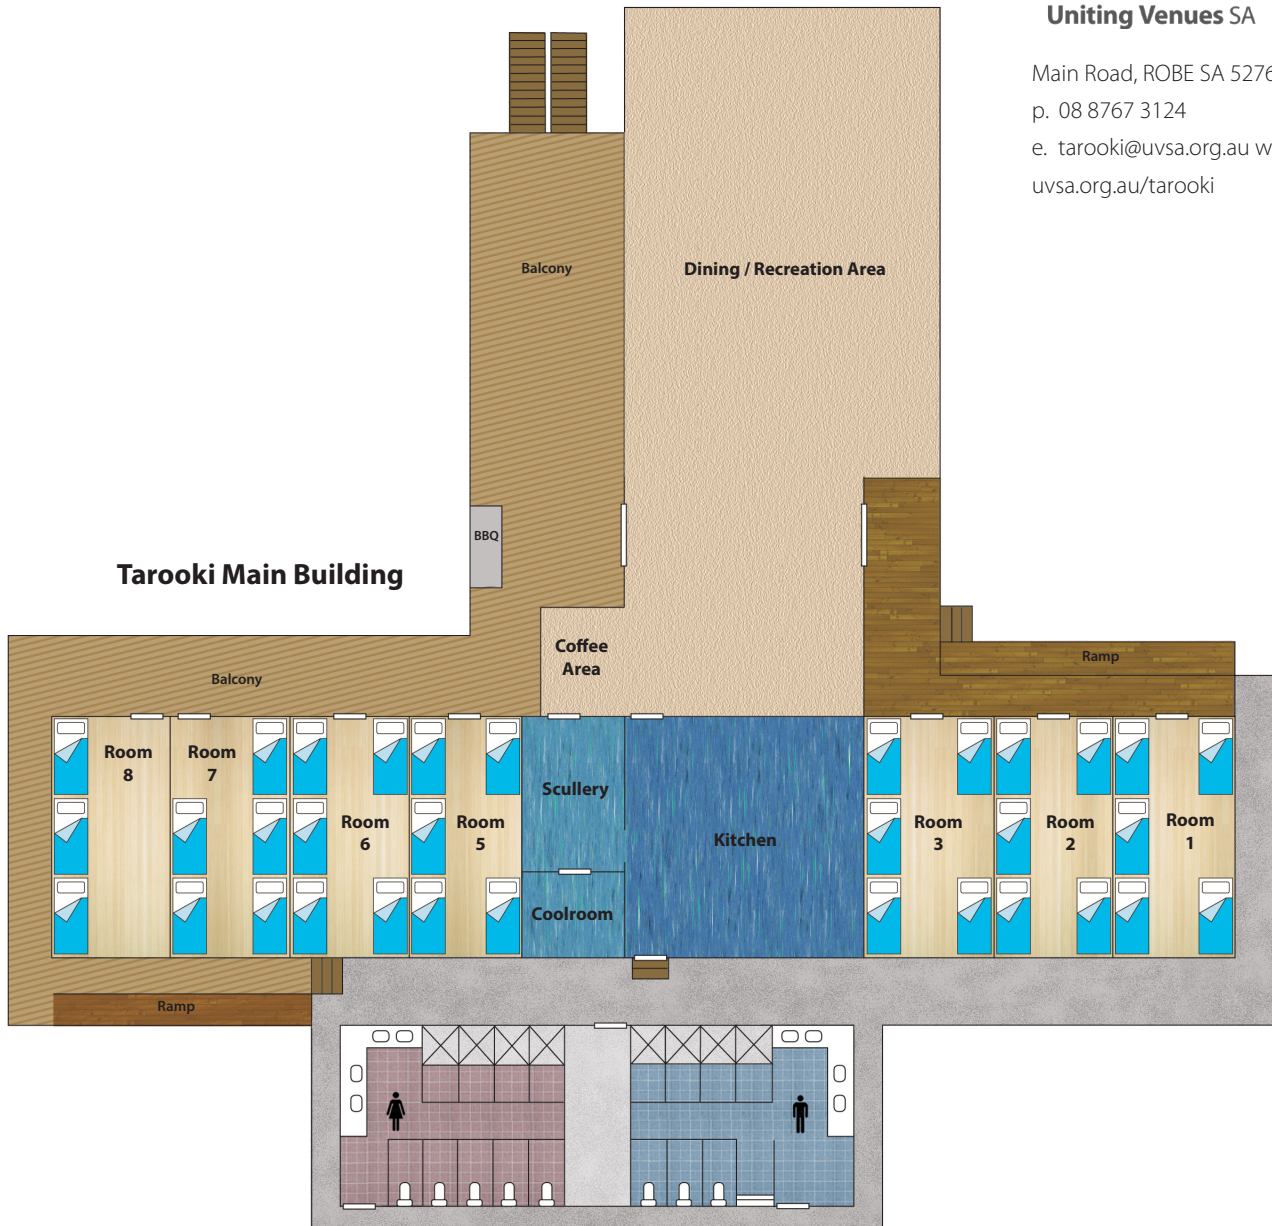 Uniting Venues SA
Main Road, ROBE SA 5276
p. 08 8767 3124
e. tarooki@uvsa.org.au w
uvsa.org.au/tarooki
Balcony
Dining / Recreation Area
BBQ
Tarooki Main Building
Coffee
Area
Ramp
Balcony
Room
8
Room
7
Room
6
Room
5
Scullery
Coolroom
Kitchen
Room
3
Room
2
Room
1
Ramp